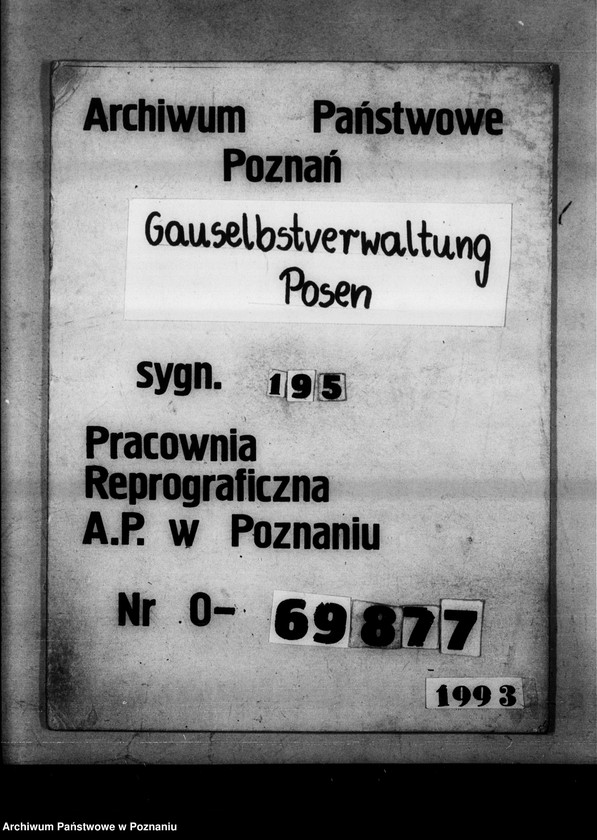 Archiwum Państwowe
Poznań
Gauselbstverwaltung
Posen
sygn. 195
Pracownia
Reprograficzna
A.P. w Poznaniu
Nr 0- 69877
1993
Archiwum Państwowe w Poznaniu